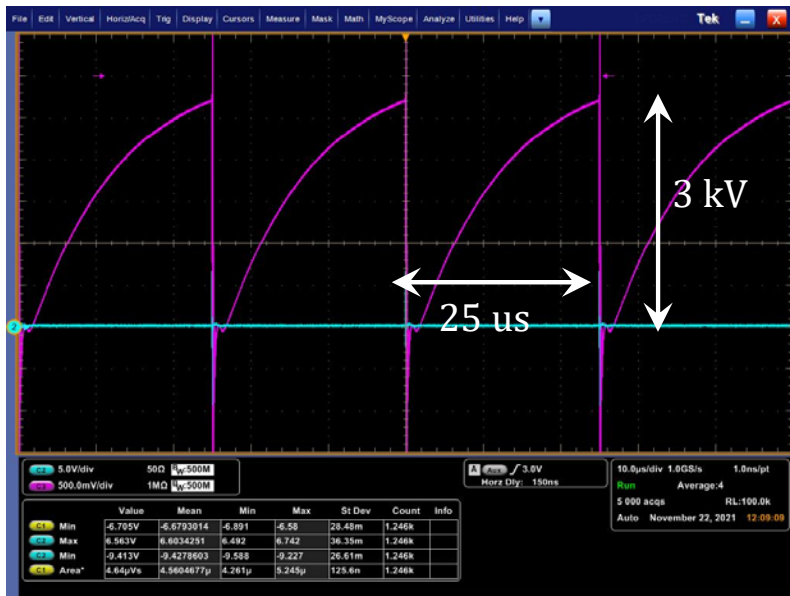 File Edit Vertical Horiz/Acq Trig Display Cursors Measure Mask Math MyScope Analyze Utilities Help Tek X
3 kV
25 us
2
C2 5.0V/div 50Ω BW:500M
C3 500.0mV/div 1MΩ BW:500M
A Aux 3.0V
Horz Dly: 150ns
10.0μs/div 1.0GS/s 1.0ns/pt
Run Average:4
5 000 acqs RL:100.0k
Auto November 22, 2021 12:09:09
Value Mean Min Max St Dev Count Info
C1 Min -6.705V -6.6793014 -6.891 -6.58 28.48m 1.246k
C2 Max 6.563V 6.6034251 6.492 6.742 36.35m 1.246k
C2 Min -9.413V -9.4278603 -9.588 -9.227 26.61m 1.246k
C1 Area* 4.64μVs 4.5604677μ 4.261μ 5.245μ 125.6n 1.246k